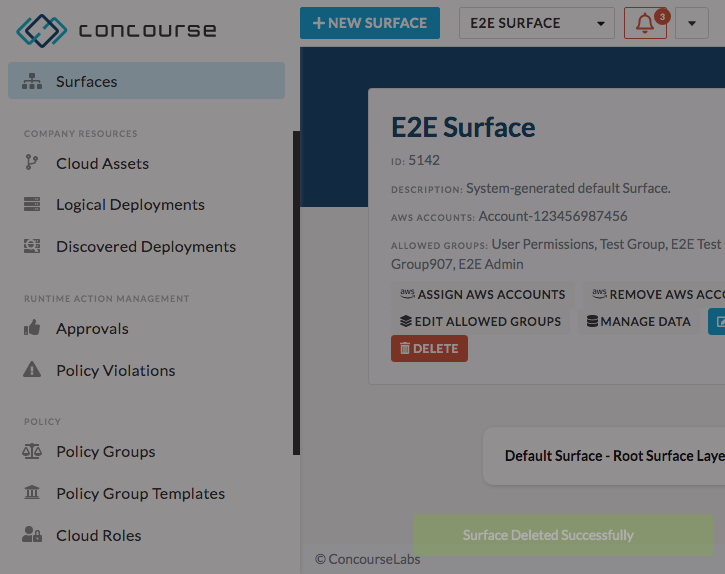 concourse
+ NEW SURFACE
E2E SURFACE
3
Surfaces
COMPANY RESOURCES
Cloud Assets
Logical Deployments
Discovered Deployments
RUNTIME ACTION MANAGEMENT
Approvals
Policy Violations
POLICY
Policy Groups
Policy Group Templates
Cloud Roles
E2E Surface
ID: 5142
DESCRIPTION: System-generated default Surface.
AWS ACCOUNTS: Account-123456987456
ALLOWED GROUPS: User Permissions, Test Group, E2E Test
Group907, E2E Admin
aws ASSIGN AWS ACCOUNTS
aws REMOVE AWS ACCO
EDIT ALLOWED GROUPS
MANAGE DATA
DELETE
Default Surface - Root Surface Laye
Surface Deleted Successfully
© ConcourseLabs